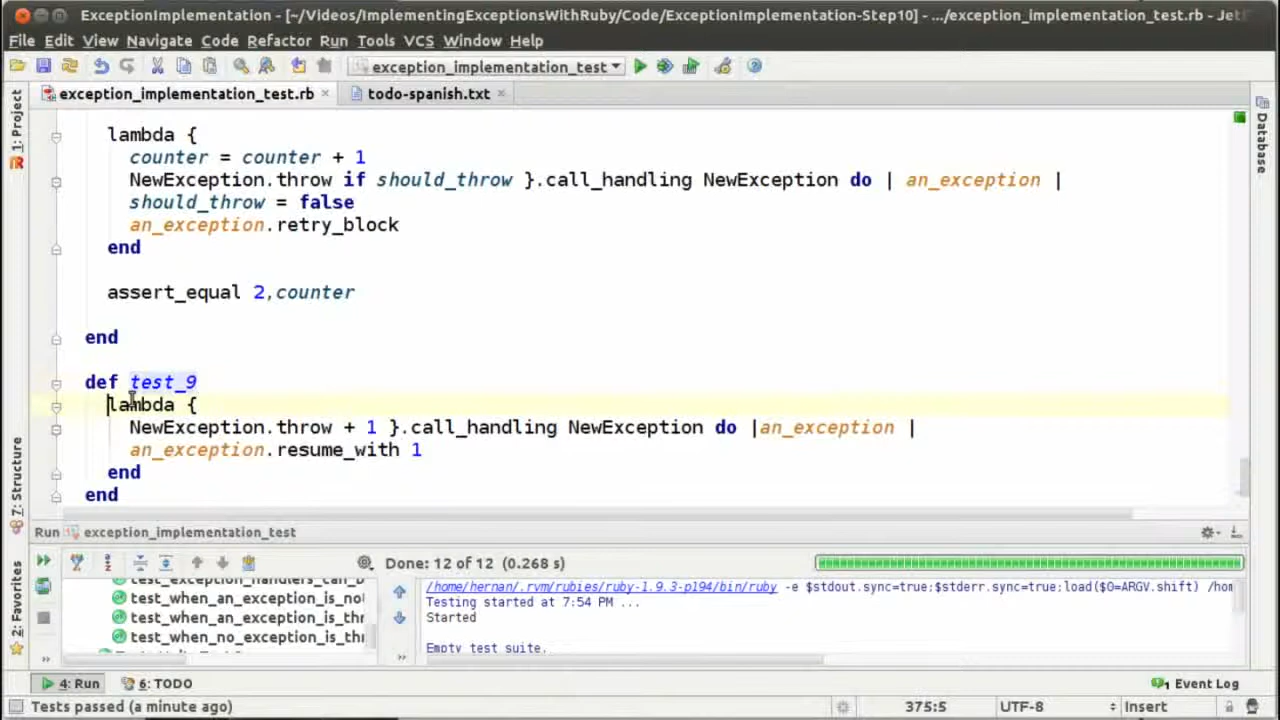 ExceptionImplementation - [~/Videos/ImplementingExceptionsWithRuby/Code/ExceptionImplementation-Step10] - .../exception_implementation_test.rb - Jet
File Edit View Navigate Code Refactor Run Tools VCS Window Help
exception_implementation_test
exception_implementation_test.rb todo-spanish.txt
1: Project
Database
7: Structure
2: Favorites
lambda {
counter = counter + 1
NewException.throw if should_throw }.call_handling NewException do | an_exception |
should_throw = false
an_exception.retry_block
end
assert_equal 2,counter
end
def test_9
lambda {
NewException.throw + 1 }.call_handling NewException do |an_exception |
an_exception.resume_with 1
end
end
Run exception_implementation_test
Done: 12 of 12 (0.268 s)
test_exception_handlers_can_b
test_when_an_exception_is_not
test_when_an_exception_is_thr
test_when_no_exception_is_thr
/home/hernan/.rvm/rubies/ruby-1.9.3-p194/bin/ruby -e $stdout.sync=true;$stderr.sync=true;load($0=ARGV.shift) /hom
Testing started at 7:54 PM ...
Started
Empty test suite.
4: Run 6: TODO Event Log
Tests passed (a minute ago) 375:5 UTF-8 Insert